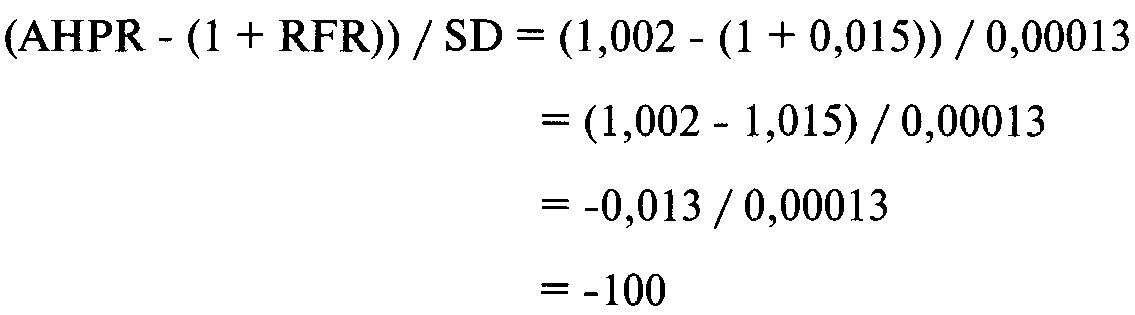 (AHPR - (1 + RFR)) / SD = (1,002 - (1 + 0,015)) / 0,00013
= (1,002 - 1,015) / 0,00013
= -0,013 / 0,00013
= -100